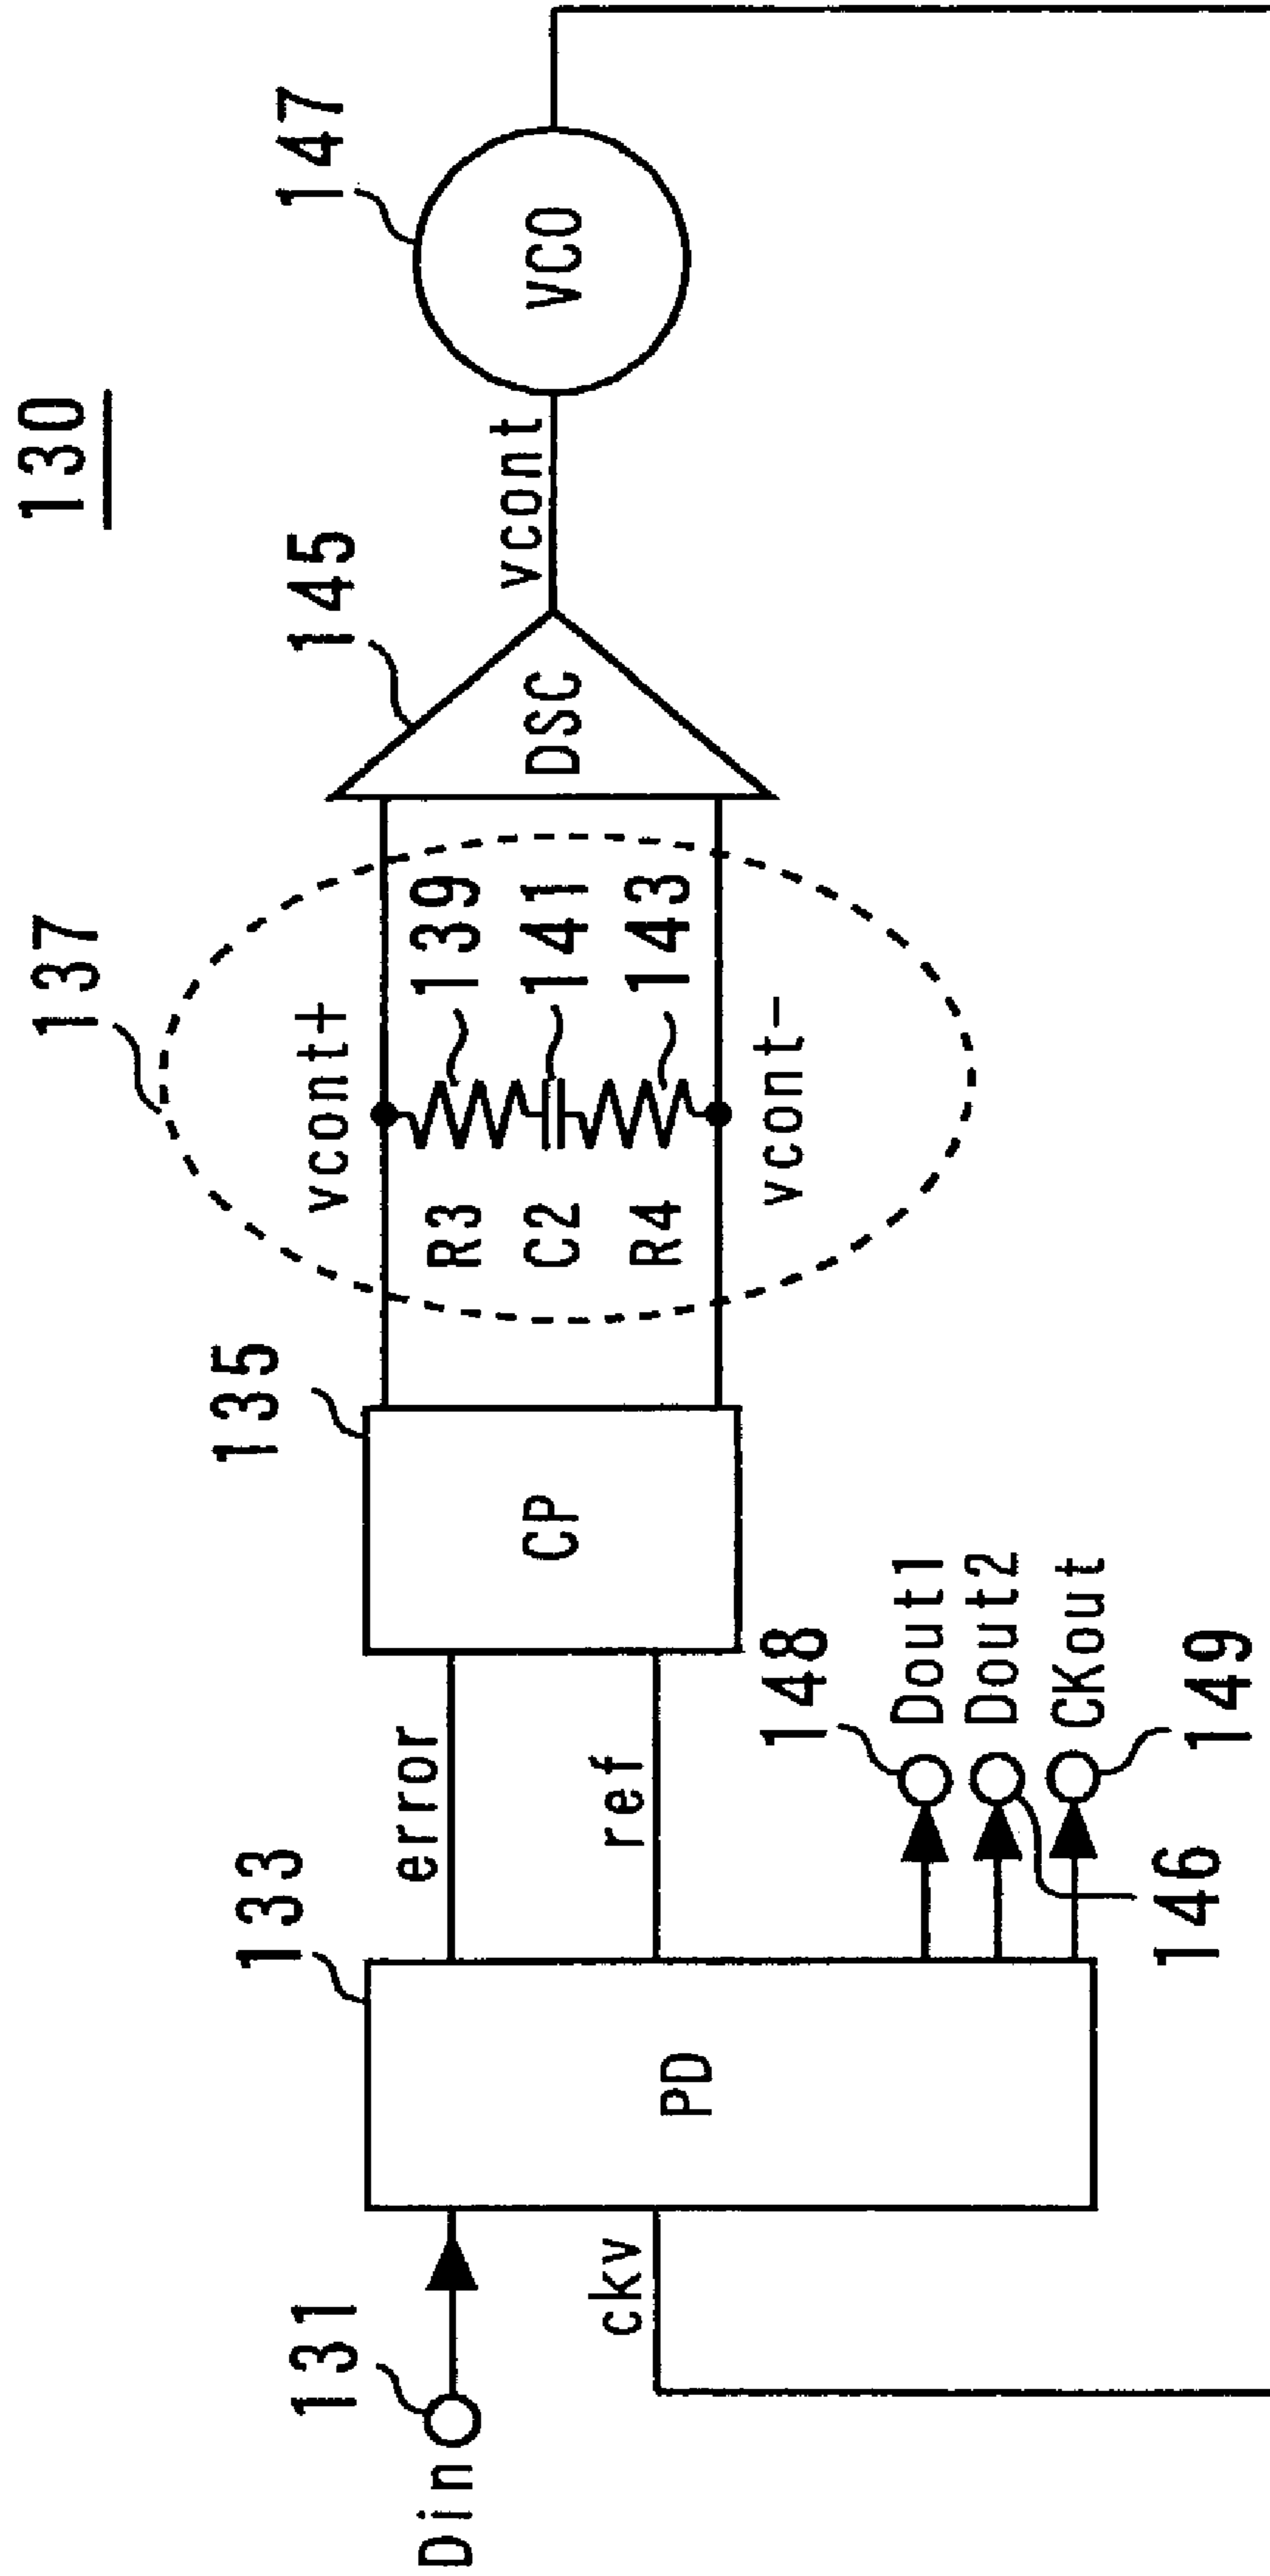 130
137
147
145
135
133
131
vcont+
139
R3
141
C2
143
R4
vcont-
DSC
vcont
VCO
error
CP
ref
Din
ckv
PD
148
Dout1
Dout2
CKout
146
149